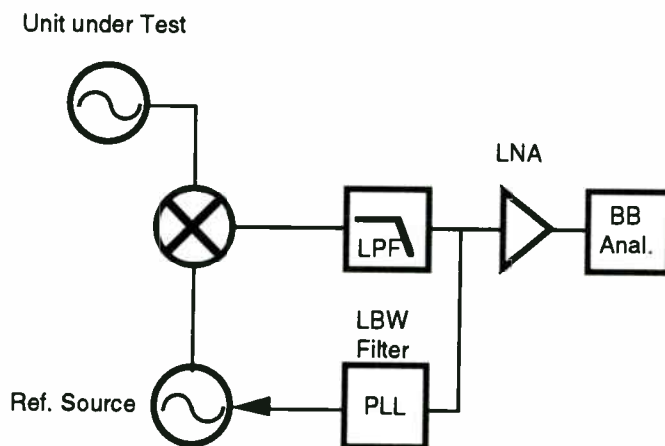 Unit under Test
LNA
LPF
BB
Anal.
LBW
Filter
Ref. Source
PLL